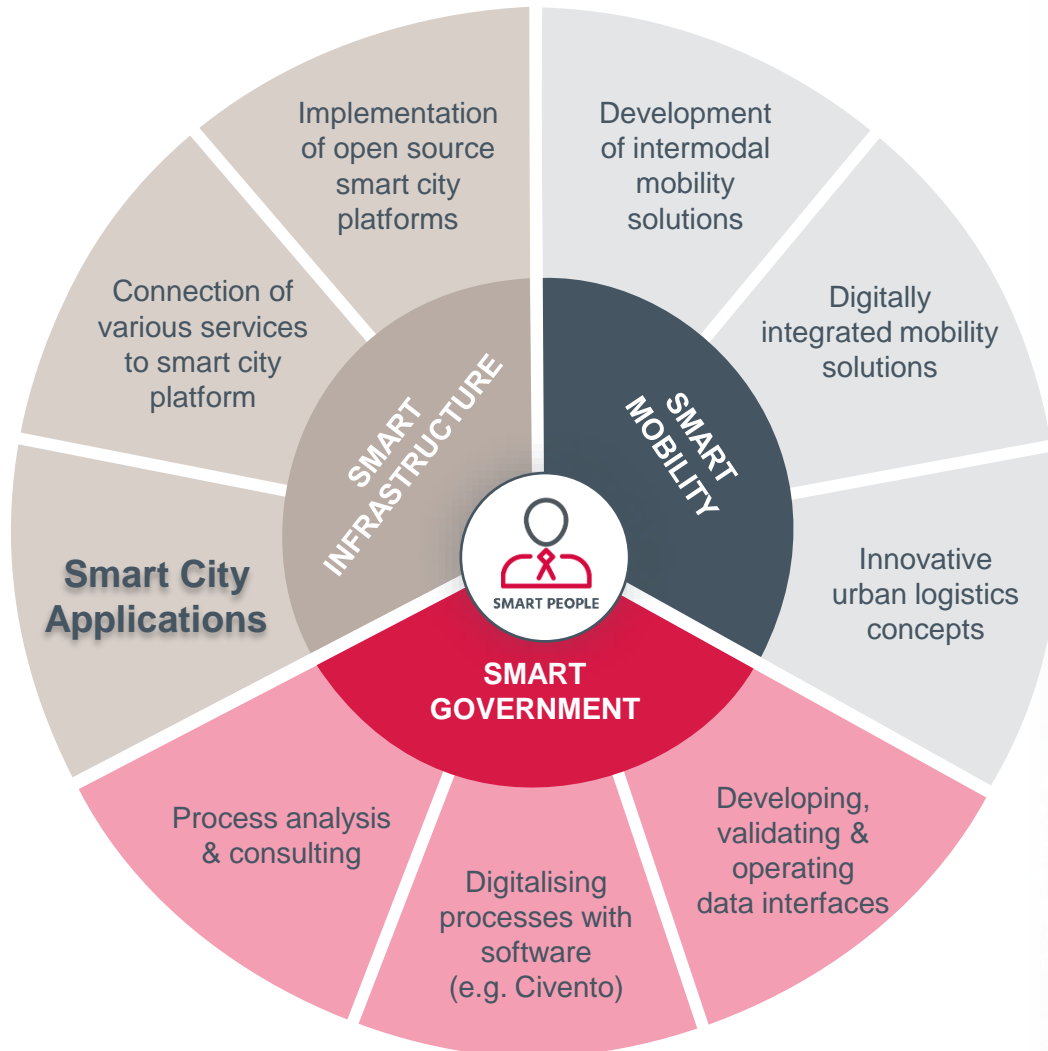 Implementation
of open source
smart city
platforms
Development
of intermodal
mobility
solutions
Connection of
various services
to smart city
platform
Digitally
integrated mobility
solutions
SMART
INFRASTRUCTURE
SMART
MOBILITY
Smart City
Applications
SMART PEOPLE
Innovative
urban logistics
concepts
SMART
GOVERNMENT
Process analysis
& consulting
Digitalising
processes with
software
(e.g. Civento)
Developing,
validating &
operating
data interfaces